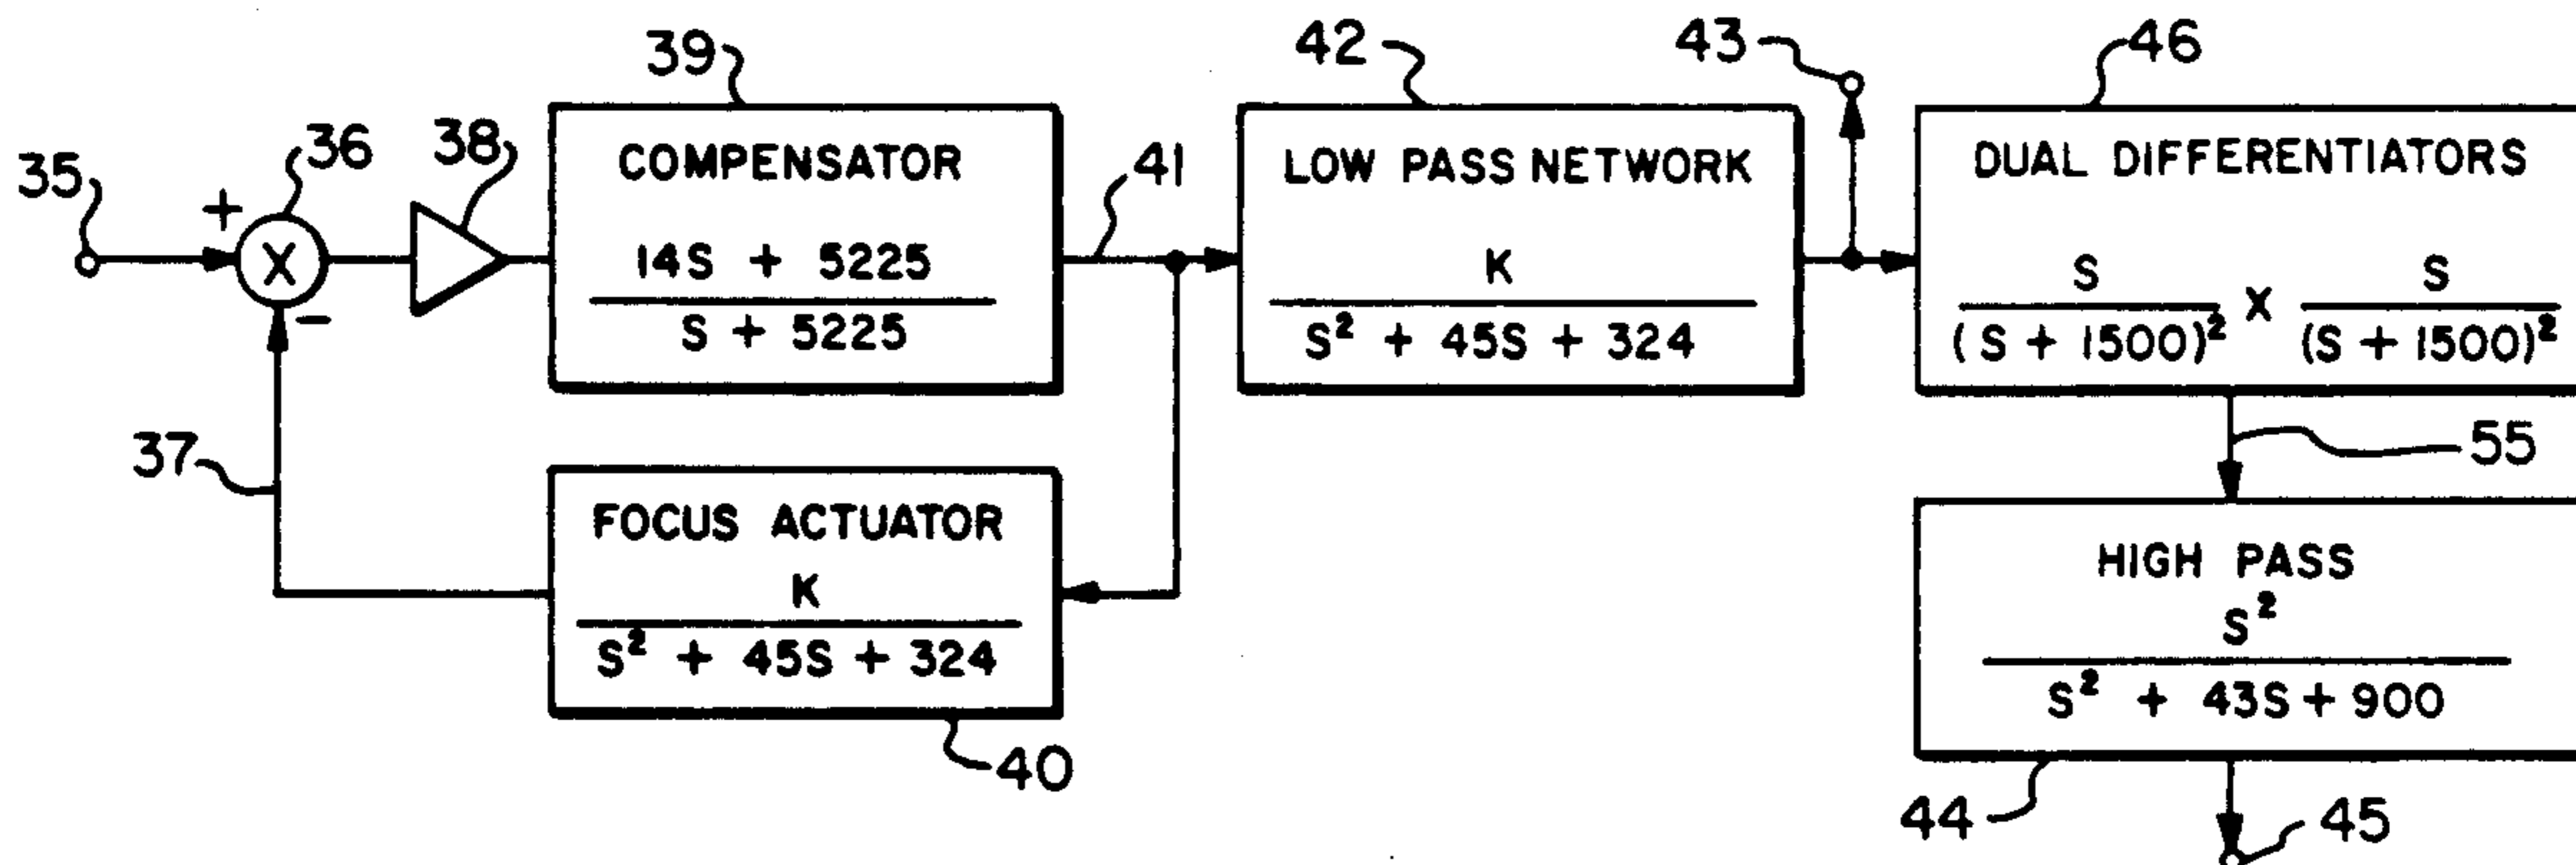 39
42
43
46
35
+
36
38
X
−
COMPENSATOR
14S + 5225
S + 5225
41
LOW PASS NETWORK
K
S² + 45S + 324
DUAL DIFFERENTIATORS
S X S
(S + 1500)² (S + 1500)²
37
55
FOCUS ACTUATOR
K
S² + 45S + 324
40
HIGH PASS
S²
S² + 43S + 900
44
45